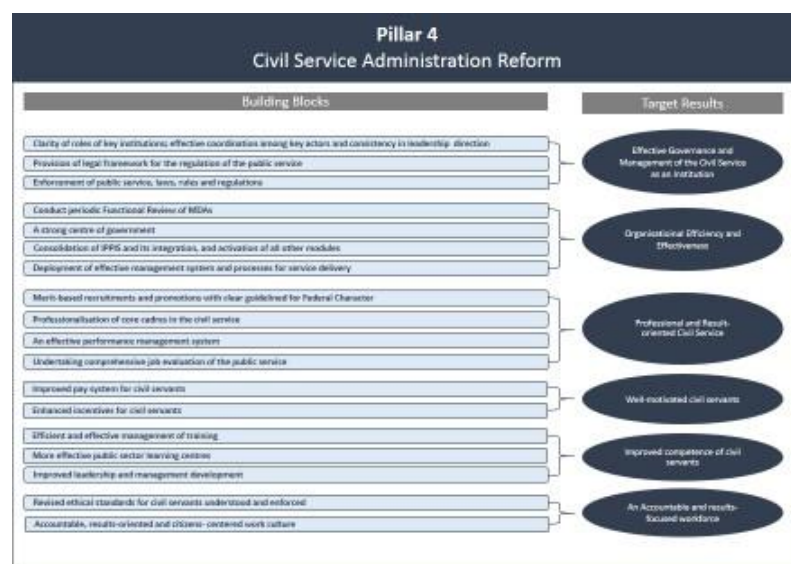 Pillar 4
Civil Service Administration Reform
Building Blocks
Target Results
Clarity of roles of key institutions; effective coordination among key actors and consistency in leadership direction
Provision of legal framework for the regulation of the public service
Enforcement of public service, laws, rules and regulations
Effective Governance and
Management of the Civil Service
as an Institution
Conduct periodic Functional Review of MDAs
A strong centre of government
Consolidation of IPPIS and its integration, and activation of all other modules
Deployment of effective management system and processes for service delivery
Organisational Efficiency and
Effectiveness
Merit-based recruitments and promotions with clear guidelined for Federal Character
Professionalisation of core cadres in the civil service
An effective performance management system
Undertaking comprehensive job evaluation of the public service
Professional and Result-
oriented Civil Service
Improved pay system for civil servants
Enhanced incentives for civil servants
Well-motivated civil servants
Efficient and effective management of training
More effective public sector learning centres
Improved leadership and management development
Improved competence of civil
servants
Revised ethical standards for civil servants understood and enforced
Accountable, results-oriented and citizens- centered work culture
An Accountable and results-
focused workforce